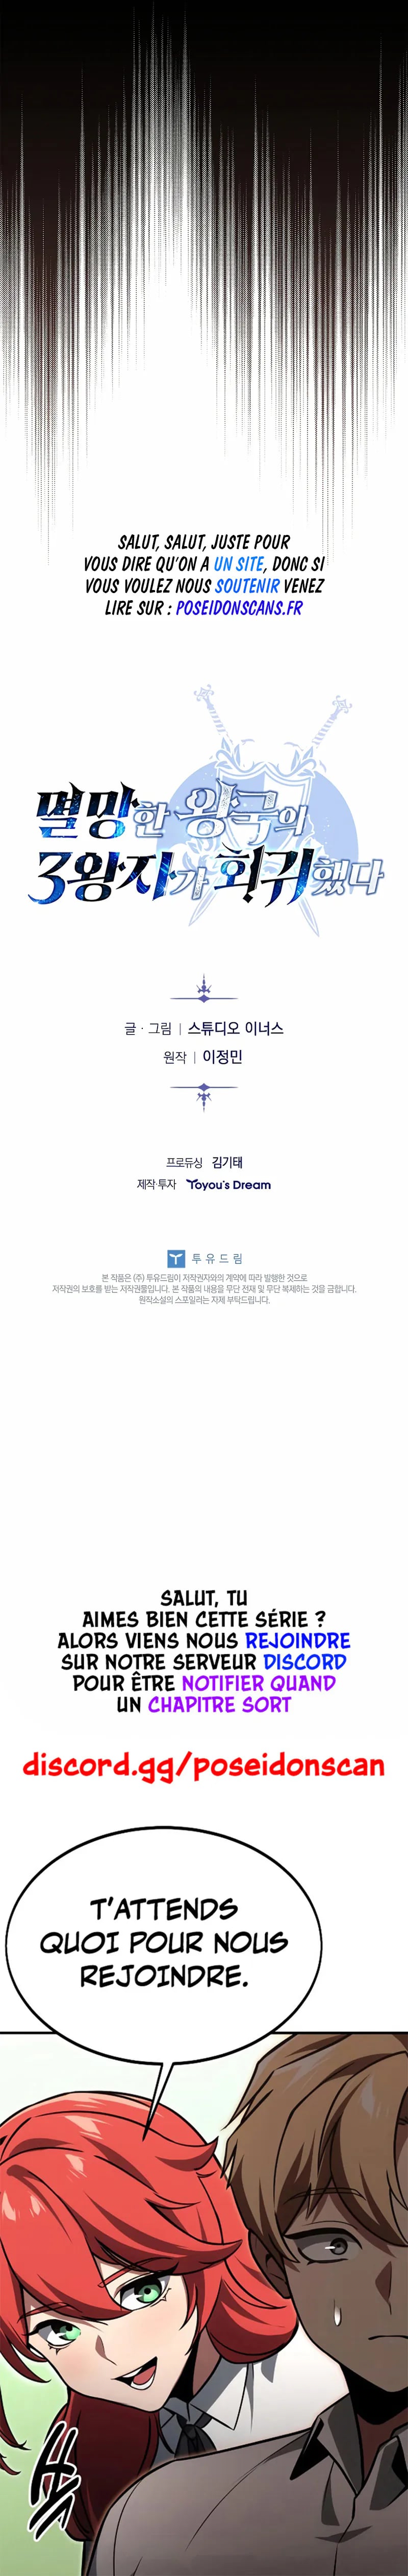 SALUT, SALUT, JUSTE POUR
VOUS DIRE QU'ON A UN SITE, DONC SI
VOUS VOULEZ NOUS SOUTENIR VENEZ
LIRE SUR : POSEIDONSCANS.FR
멸망한 왕국의
3왕자가 회귀했다
글 · 그림 | 스튜디오 이너스
원작 | 이정민
프로듀싱 김기태
제작·투자 Toyou's Dream
투유드림
본 작품은 (주) 투유드림이 저작권자와의 계약에 따라 발행한 것으로
저작권의 보호를 받는 저작권물입니다. 본 작품의 내용을 무단 전재 및 무단 복제하는 것을 금합니다.
원작소설의 스포일러는 자제 부탁드립니다.
SALUT, TU
AIMES BIEN CETTE SÉRIE ?
ALORS VIENS NOUS REJOINDRE
SUR NOTRE SERVEUR DISCORD
POUR ÊTRE NOTIFIER QUAND
UN CHAPITRE SORT
discord.gg/poseidonscan
T'ATTENDS
QUOI POUR NOUS
REJOINDRE.